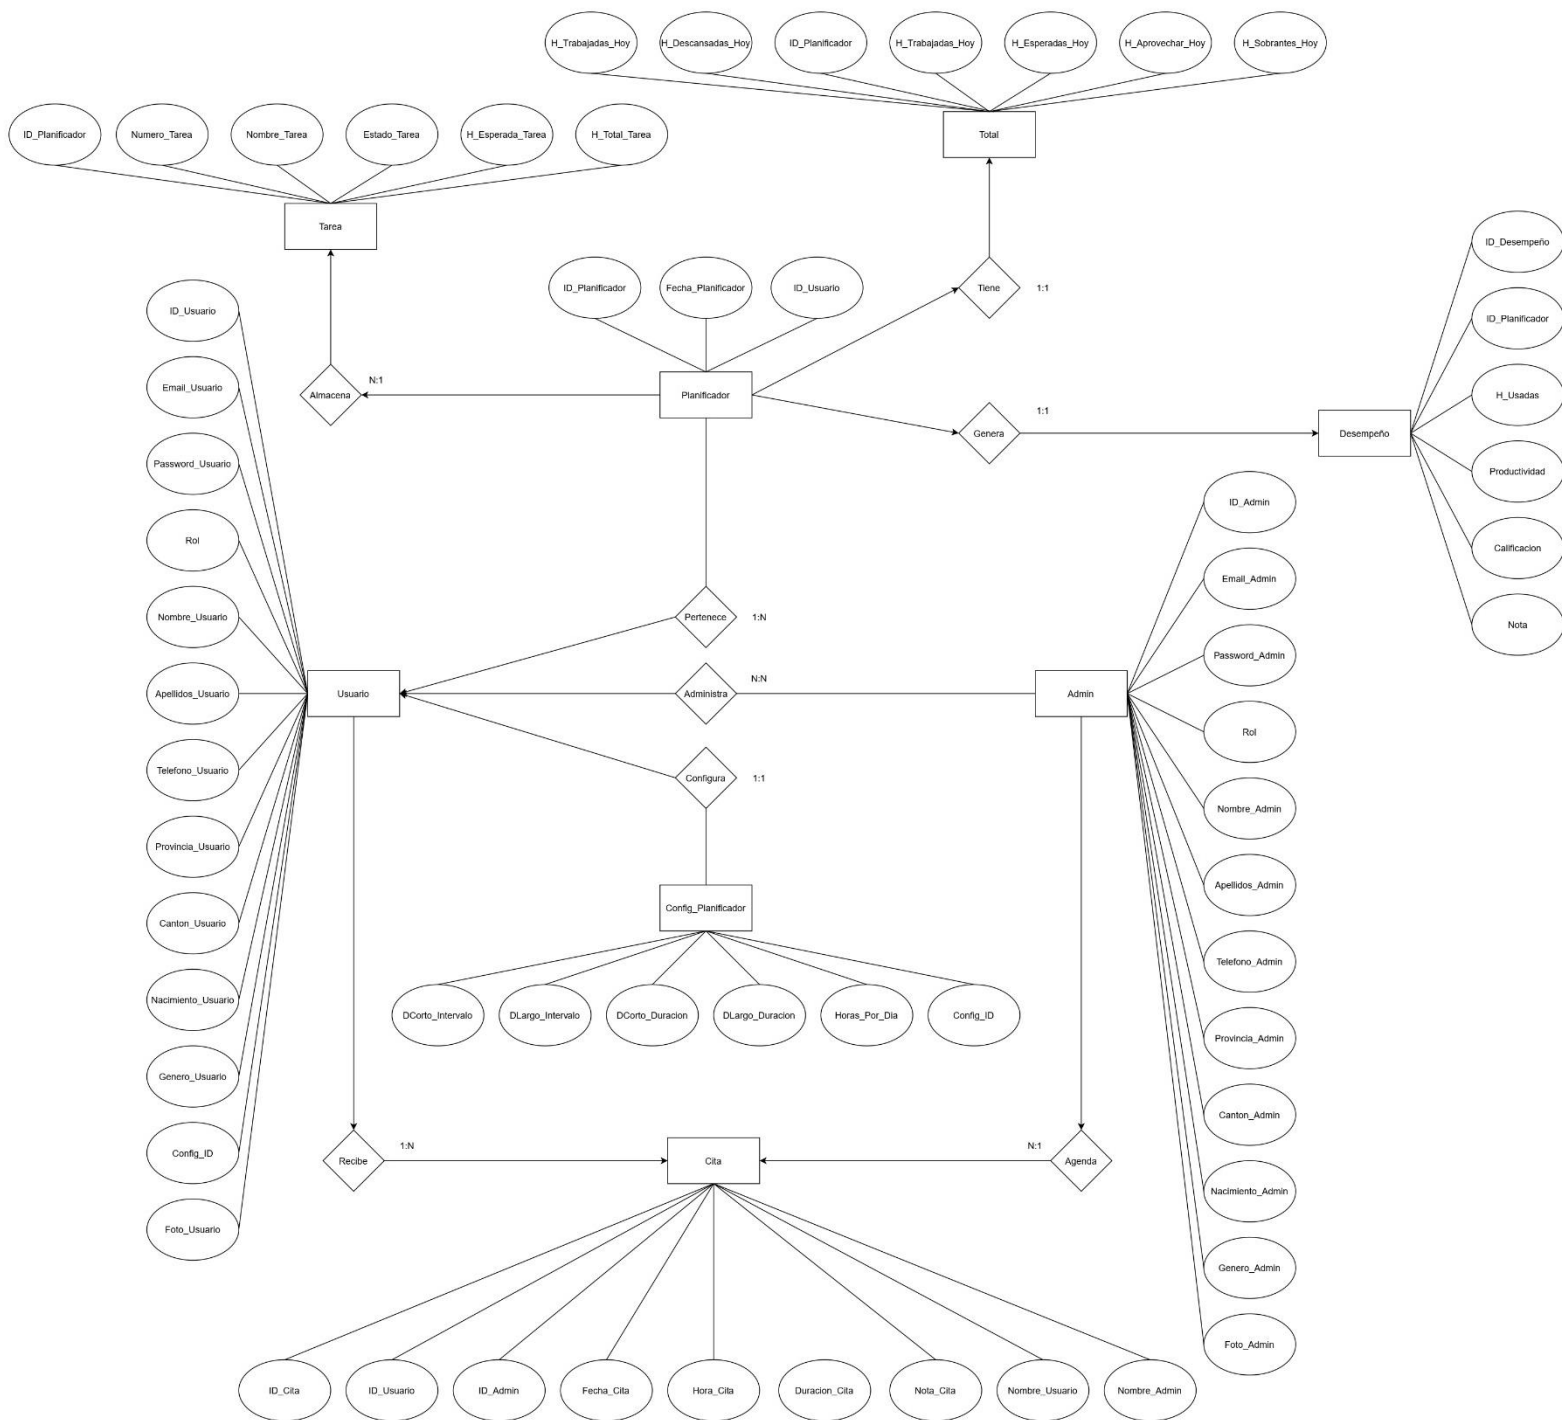 H_Trabajadas_Hoy
H_Descansadas_Hoy
ID_Planificador
H_Trabajadas_Hoy
H_Esperadas_Hoy
H_Aprovechar_Hoy
H_Sobrantes_Hoy
Total
ID_Planificador
Numero_Tarea
Nombre_Tarea
Estado_Tarea
H_Esperada_Tarea
H_Total_Tarea
Tarea
ID_Planificador
Fecha_Planificador
ID_Usuario
Tiene
1:1
Planificador
N:1
Almacena
1:1
Genera
Desempeño
ID_Desempeño
ID_Planificador
H_Usadas
Productividad
Calificacion
Nota
ID_Usuario
Email_Usuario
Password_Usuario
Rol
Nombre_Usuario
Apellidos_Usuario
Telefono_Usuario
Provincia_Usuario
Canton_Usuario
Nacimiento_Usuario
Genero_Usuario
Config_ID
Foto_Usuario
Usuario
Pertenece
1:N
Administra
N:N
Admin
Configura
1:1
ID_Admin
Email_Admin
Password_Admin
Rol
Nombre_Admin
Apellidos_Admin
Telefono_Admin
Provincia_Admin
Canton_Admin
Nacimiento_Admin
Genero_Admin
Foto_Admin
Config_Planificador
DCorto_Intervalo
DLargo_Intervalo
DCorto_Duracion
DLargo_Duracion
Horas_Por_Dia
Config_ID
Recibe
1:N
Cita
N:1
Agenda
ID_Cita
ID_Usuario
ID_Admin
Fecha_Cita
Hora_Cita
Duracion_Cita
Nota_Cita
Nombre_Usuario
Nombre_Admin